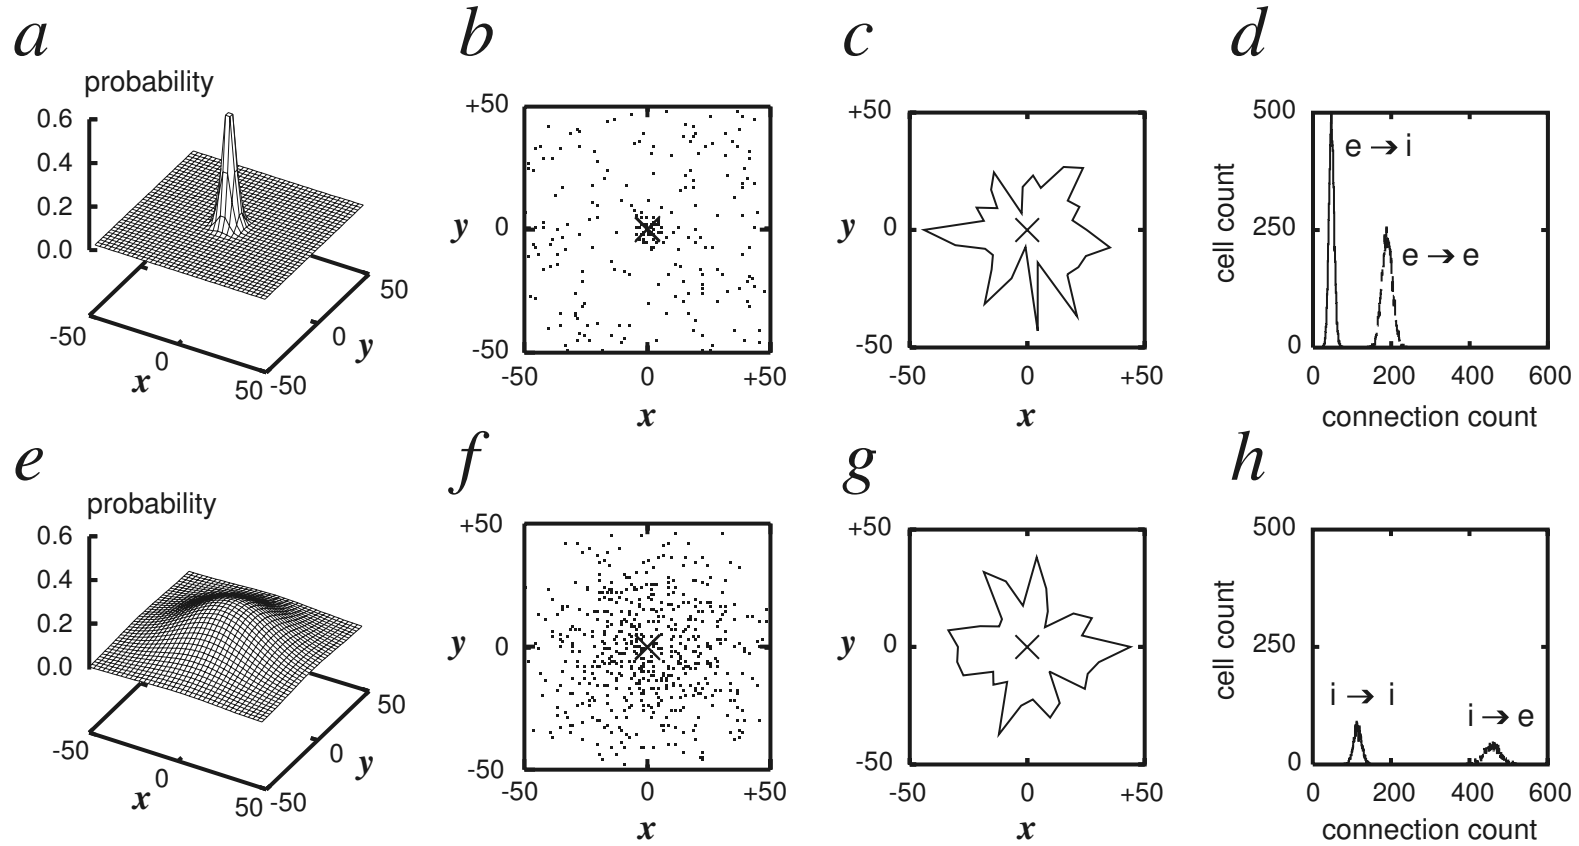 a
probability
0.6
0.4
0.2
0.0
-50
0
50
x
-50
0
50
y
b
+50
y
0
-50
-50
0
+50
x
c
+50
y
0
-50
-50
0
+50
x
d
500
cell count
250
0
e → i
e → e
0
200
400
600
connection count
e
probability
0.6
0.4
0.2
0.0
-50
0
50
x
-50
0
50
y
f
+50
y
0
-50
-50
0
+50
x
g
+50
y
0
-50
-50
0
+50
x
h
500
cell count
250
0
i → i
i → e
0
200
400
600
connection count